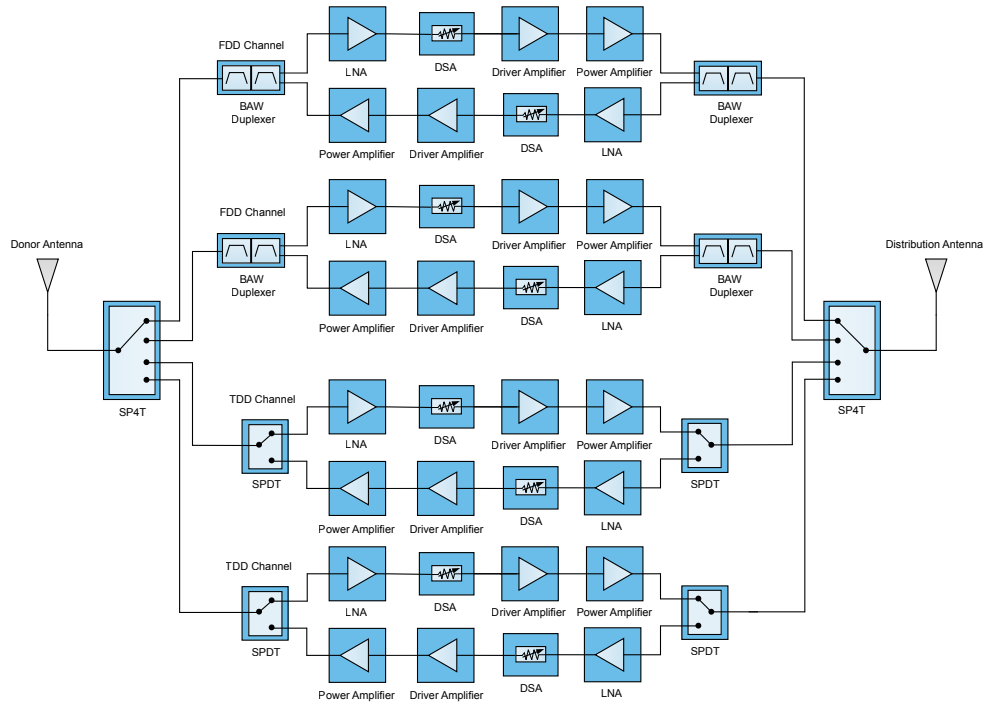 FDD Channel
LNA
DSA
Driver Amplifier
Power Amplifier
BAW
Duplexer
BAW
Duplexer
Power Amplifier
Driver Amplifier
DSA
LNA
FDD Channel
LNA
DSA
Driver Amplifier
Power Amplifier
Donor Antenna
Distribution Antenna
BAW
Duplexer
BAW
Duplexer
Power Amplifier
Driver Amplifier
DSA
LNA
SP4T
SP4T
TDD Channel
LNA
DSA
Driver Amplifier
Power Amplifier
SPDT
SPDT
Power Amplifier
Driver Amplifier
DSA
LNA
TDD Channel
LNA
DSA
Driver Amplifier
Power Amplifier
SPDT
SPDT
Power Amplifier
Driver Amplifier
DSA
LNA